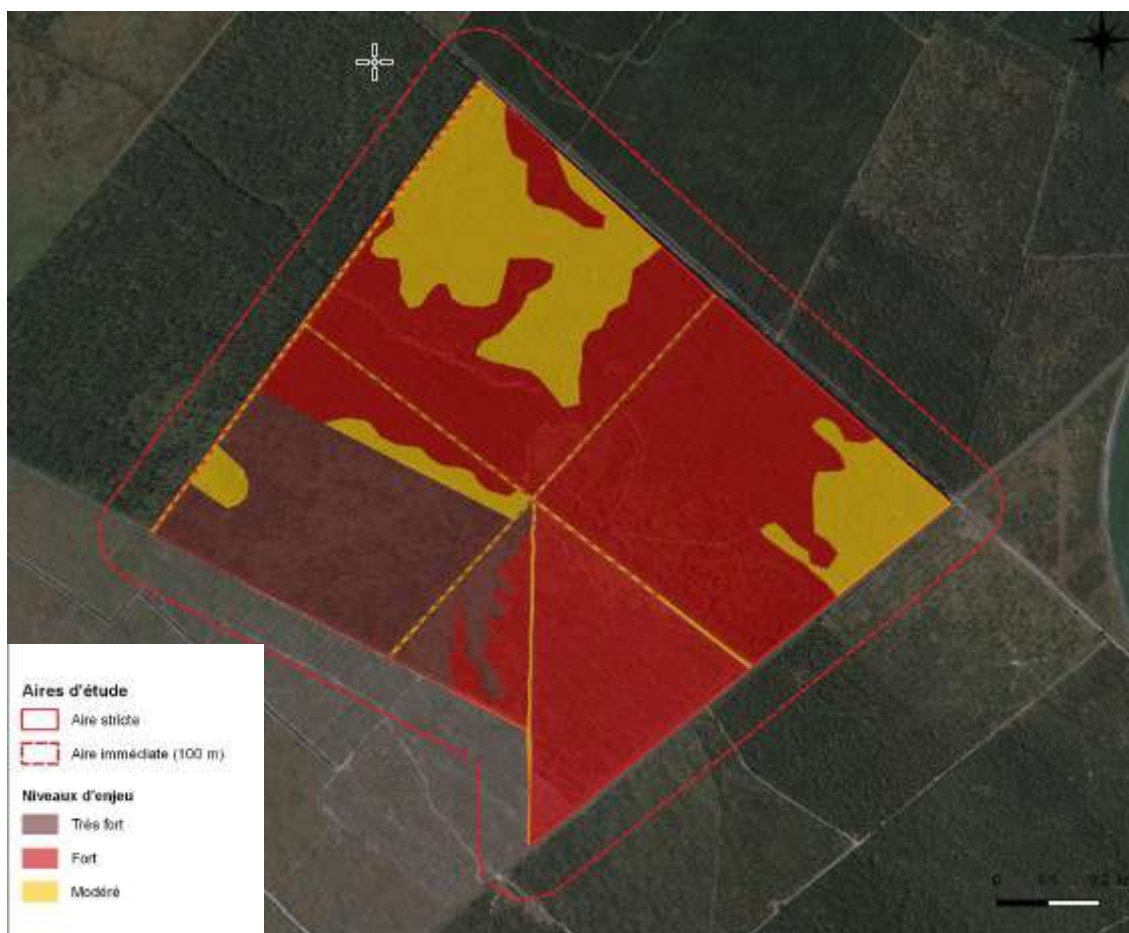 Aires d'étude
Aire stricte
Aire immédiate (100 m)
Niveaux d'enjeu
Très fort
Fort
Modéré
0